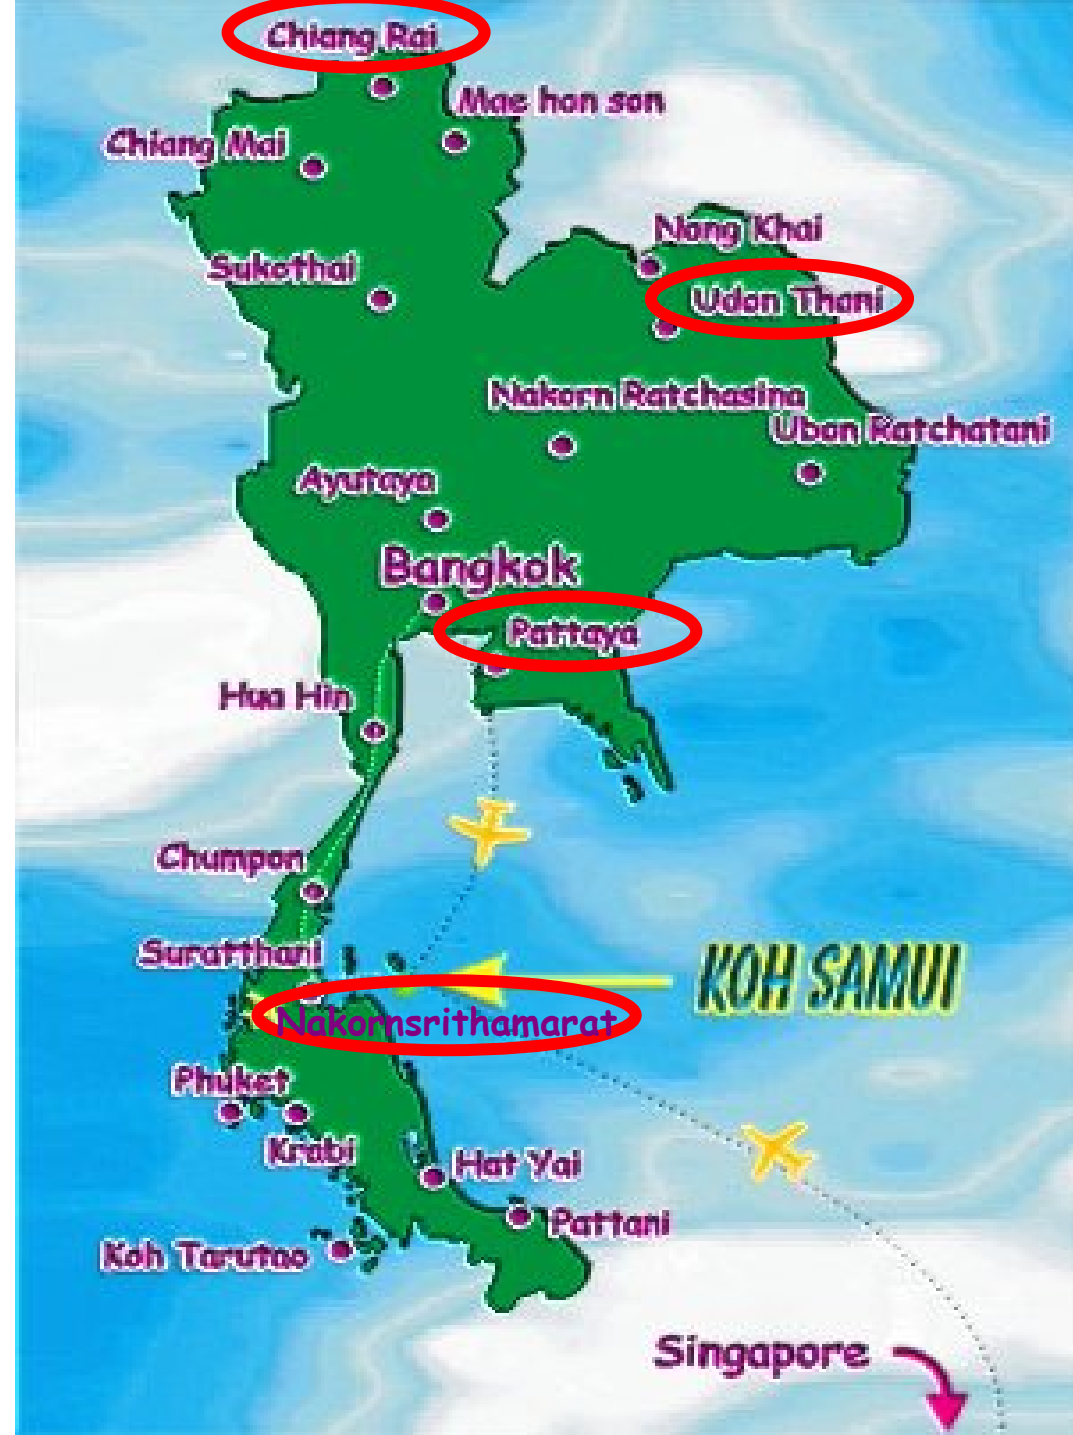 Chiang Rai
Mae hon son
Chiang Mai
Nong Khai
Sukothai
Udon Thani
Nakorn Ratchasina
Ubon Ratchatani
Ayutaya
Bangkok
Pattaya
Hua Hin
Chumpon
Suratthani
KOH SAMUI
Nakornsrithamarat
Phuket
Krabi
Hat Yai
Pattani
Koh Tarutao
Singapore